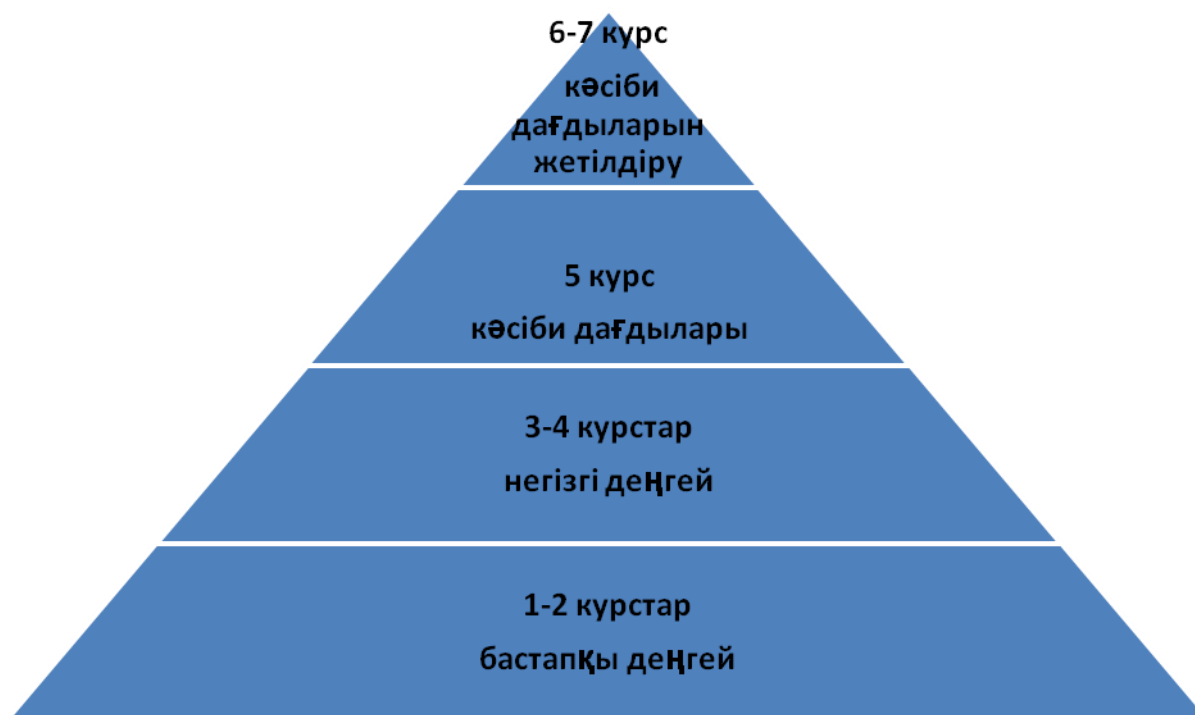 6-7 курс
кәсіби
дағдыларын
жетілдіру
5 курс
кәсіби дағдылары
3-4 курстар
негізгі деңгей
1-2 курстар
бастапқы деңгей